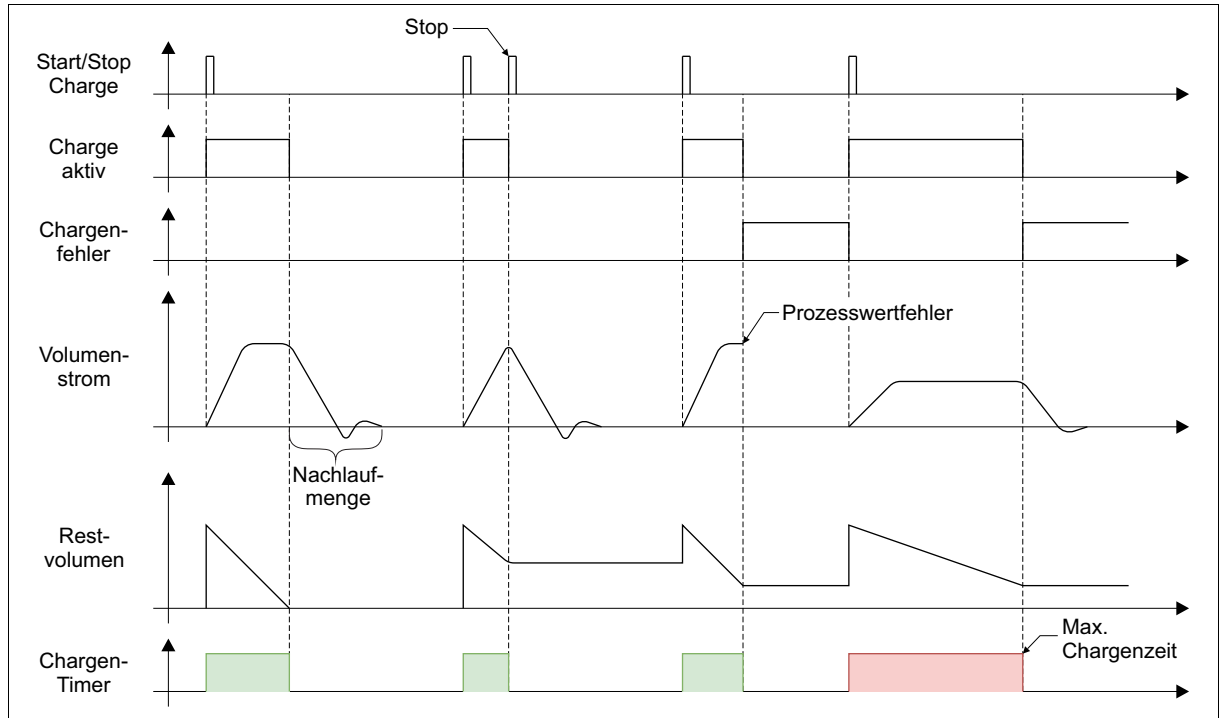 Stop
Start/Stop
Charge
Charge
aktiv
Chargen-
fehler
Prozesswertfehler
Volumen-
strom
Nachlauf-
menge
Rest-
volumen
Max.
Chargenzeit
Chargen-
Timer